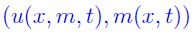 (u(x, m, t), m(x, t))